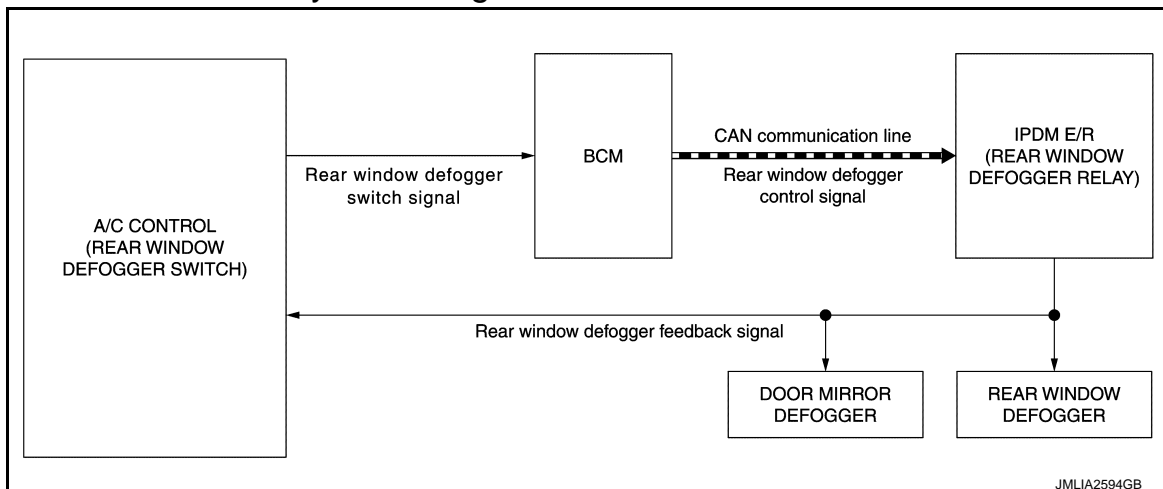 A/C CONTROL
(REAR WINDOW
DEFOGGER SWITCH)
Rear window defogger
switch signal
BCM
CAN communication line
Rear window defogger
control signal
IPDM E/R
(REAR WINDOW
DEFOGGER RELAY)
Rear window defogger feedback signal
DOOR MIRROR
DEFOGGER
REAR WINDOW
DEFOGGER
JMLIA2594GB